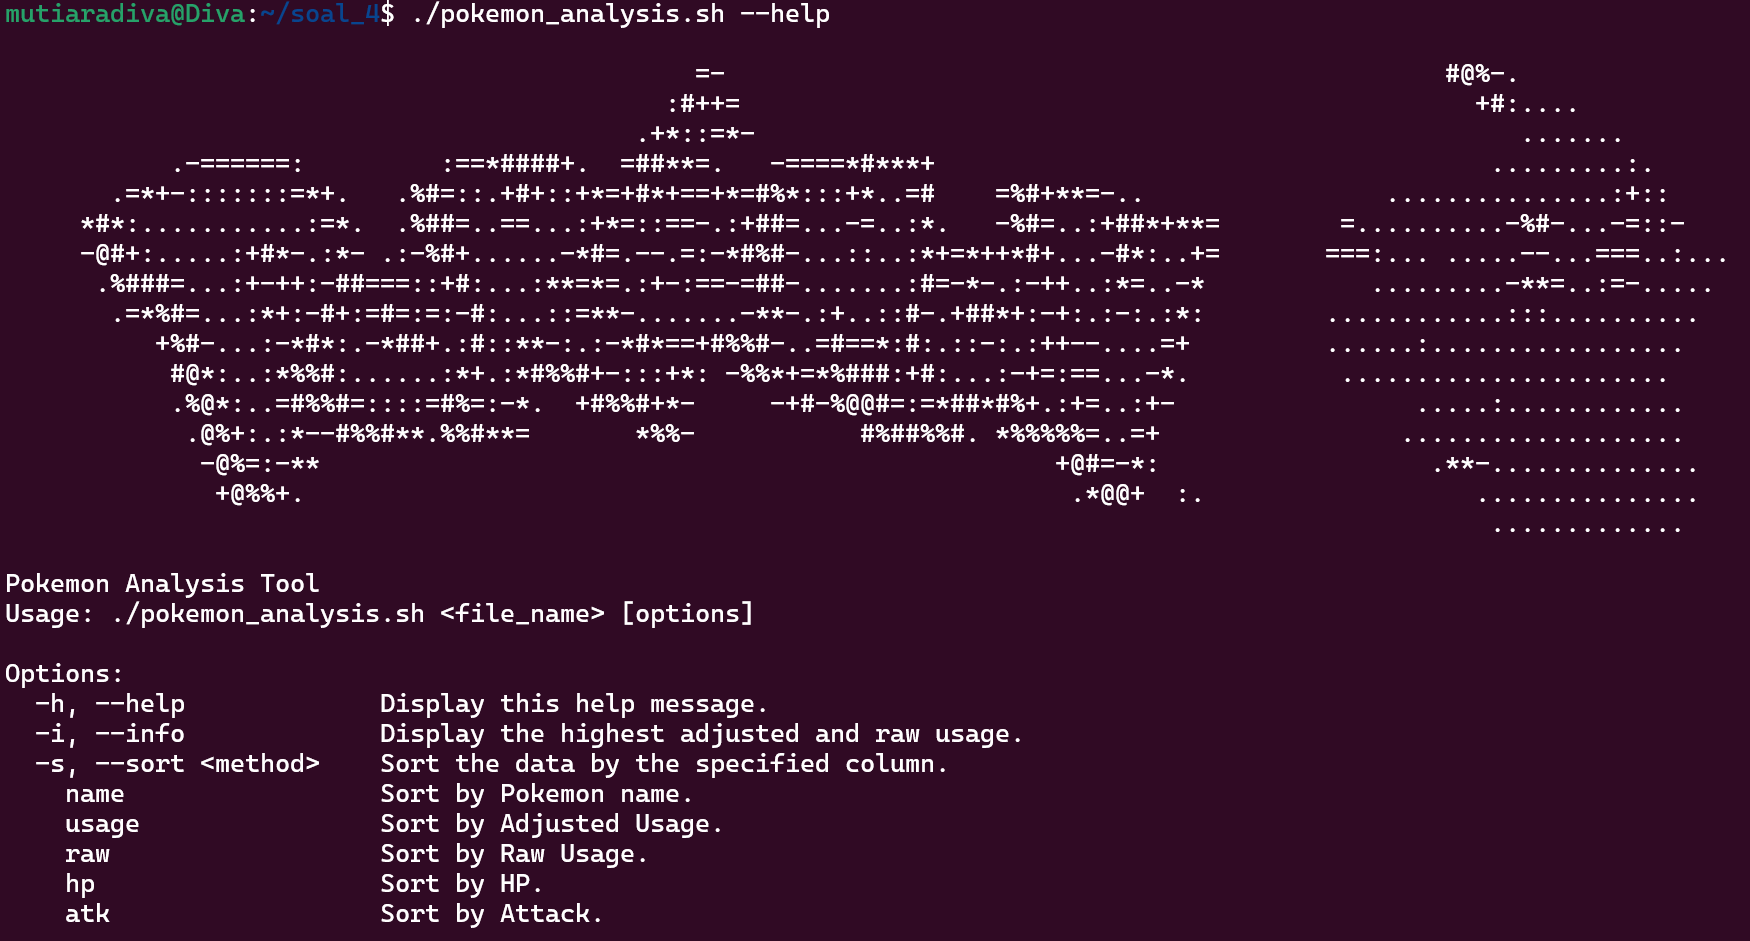 mutiaradiva@Diva:~/soal_4$ ./pokemon_analysis.sh --help
Pokemon Analysis Tool
Usage: ./pokemon_analysis.sh <file_name> [options]
Options:
-h, --help Display this help message.
-i, --info Display the highest adjusted and raw usage.
-s, --sort <method> Sort the data by the specified column.
name Sort by Pokemon name.
usage Sort by Adjusted Usage.
raw Sort by Raw Usage.
hp Sort by HP.
atk Sort by Attack.